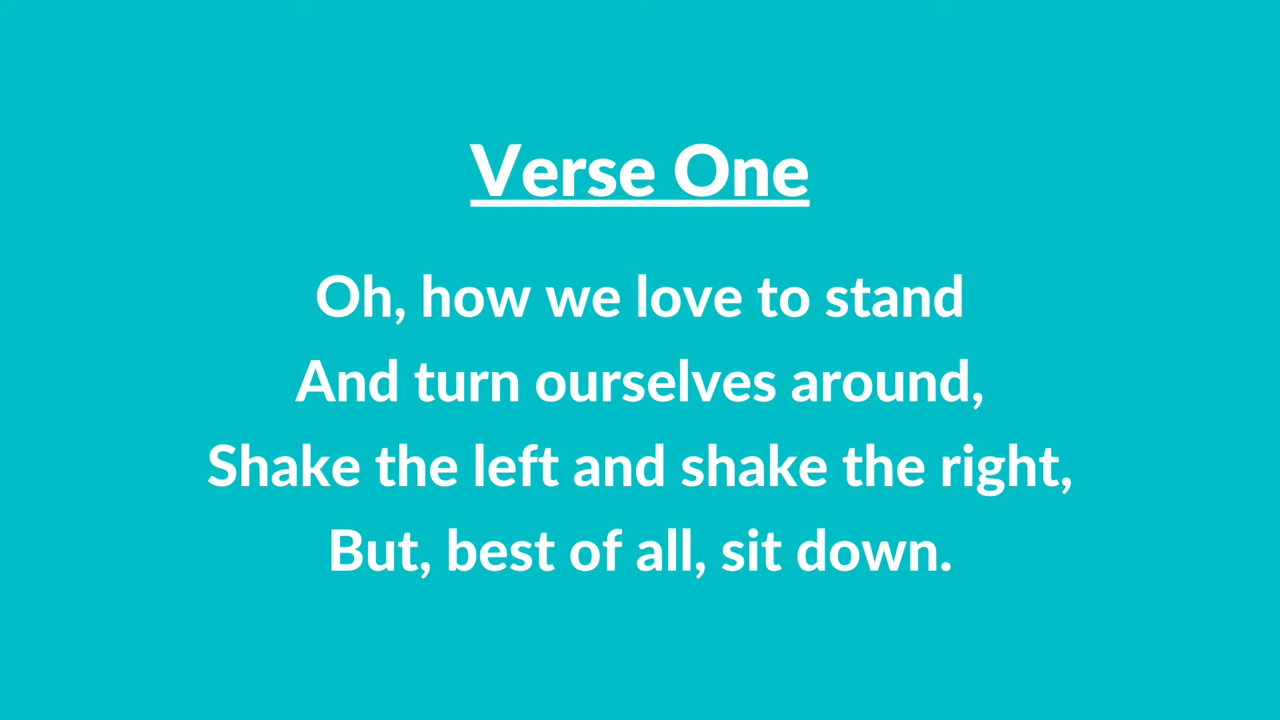 Verse One
Oh, how we love to stand
And turn ourselves around,
Shake the left and shake the right,
But, best of all, sit down.